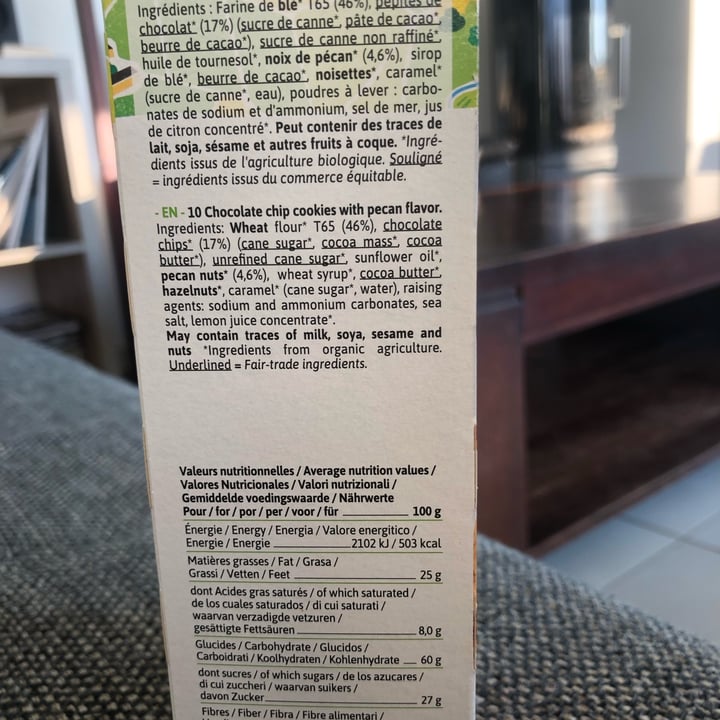 Ingrédients : Farine de blé* T65 (46%), pépites de
chocolat* (17%) (sucre de canne*, pâte de cacao*,
beurre de cacao*), sucre de canne non raffiné*,
huile de tournesol*, noix de pécan* (4,6%), sirop
de blé*, beurre de cacao*, noisettes*, caramel*
(sucre de canne*, eau), poudres à lever : carbo-
nates de sodium et d'ammonium, sel de mer, jus
de citron concentré*. Peut contenir des traces de
lait, soja, sésame et autres fruits à coque. *Ingré-
dients issus de l'agriculture biologique. Souligné
= ingrédients issus du commerce équitable.
- EN - 10 Chocolate chip cookies with pecan flavor.
Ingredients: Wheat flour* T65 (46%), chocolate
chips* (17%) (cane sugar*, cocoa mass*, cocoa
butter*), unrefined cane sugar*, sunflower oil*,
pecan nuts* (4,6%), wheat syrup*, cocoa butter*,
hazelnuts*, caramel* (cane sugar*, water), raising
agents: sodium and ammonium carbonates, sea
salt, lemon juice concentrate*.
May contain traces of milk, soya, sesame and
nuts *Ingredients from organic agriculture.
Underlined = Fair-trade ingredients.
Valeurs nutritionnelles / Average nutrition values /
Valores Nutricionales / Valori nutrizionali /
Gemiddelde voedingswaarde / Nährwerte
Pour / for / por / per / voor / für 100 g
Énergie / Energy / Energia / Valore energitico /
Energie / Energie 2102 kJ / 503 kcal
Matières grasses / Fat / Grasa /
Grassi / Vetten / Feet 25 g
dont Acides gras saturés / of which saturated /
de los cuales saturados / di cui saturati /
waarvan verzadigde vetzuren /
gesättigte Fettsäuren 8,0 g
Glucides / Carbohydrate / Glucidos /
Carboidrati / Koolhydraten / Kohlenhydrate 60 g
dont sucres / of which sugars / de los azucares /
di cui zuccheri / waarvan suikers /
davon Zucker 27 g
Fibres / Fiber / Fibra / Fibre alimentari /